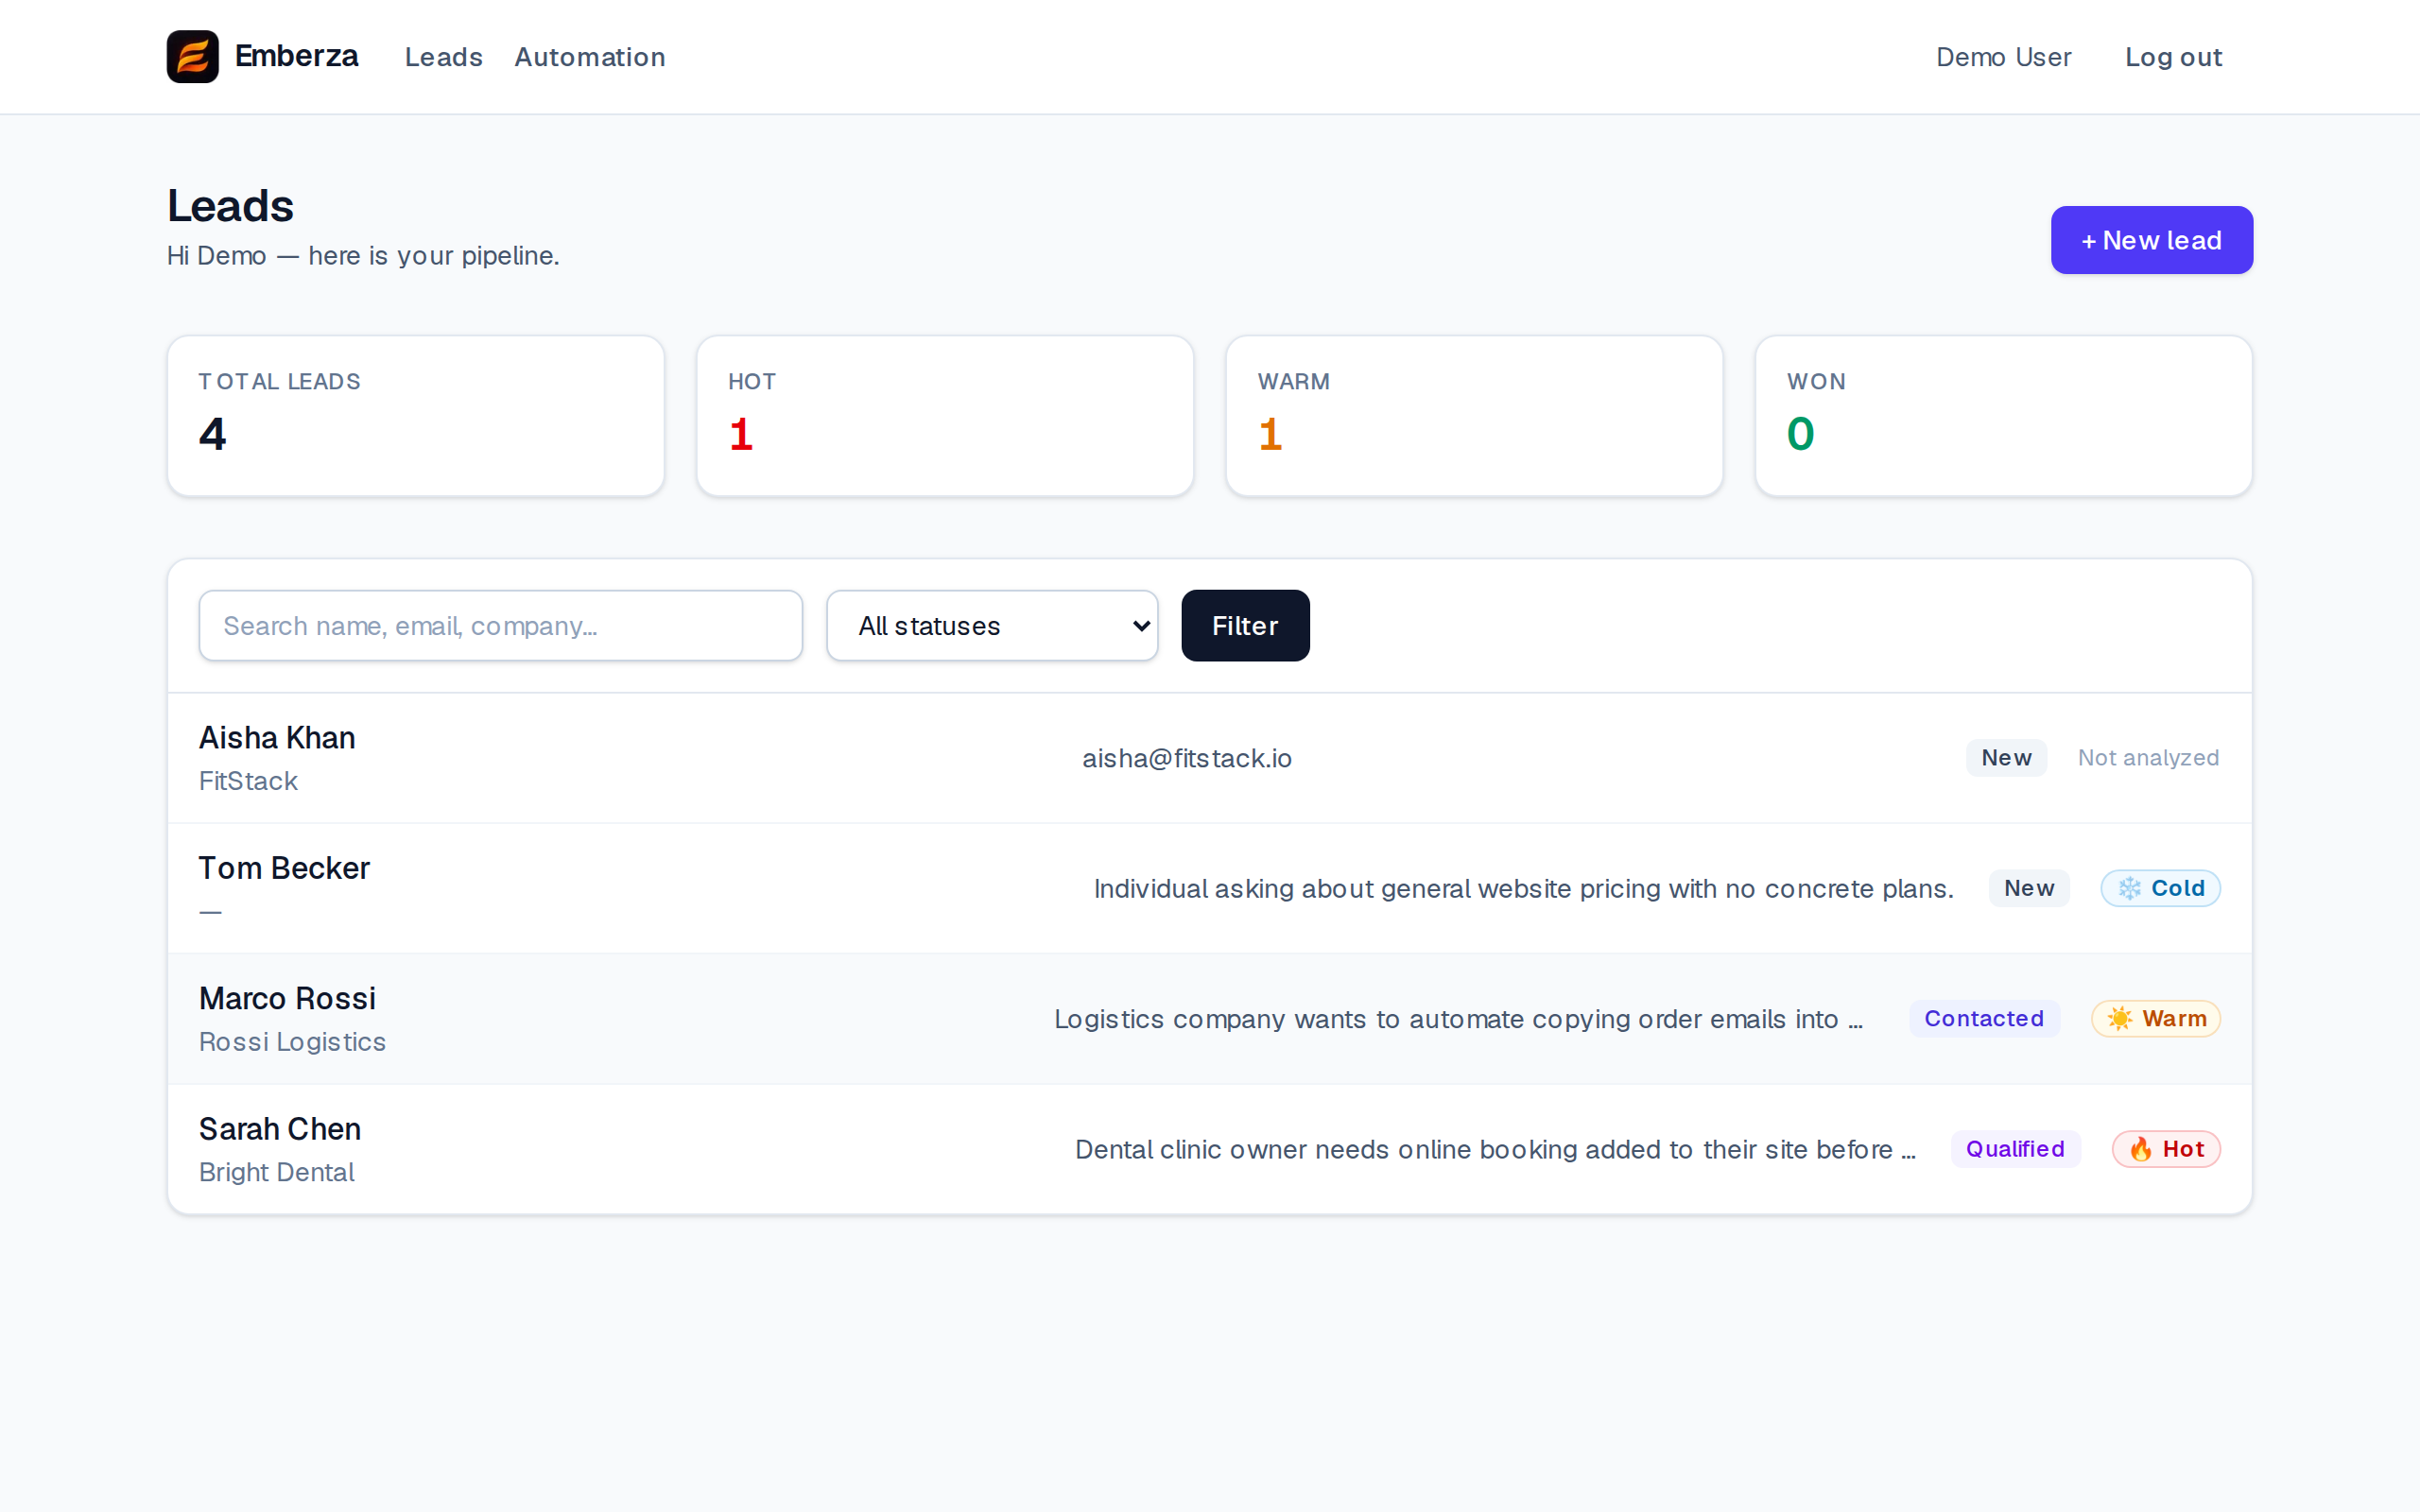 Emberza Leads Automation Demo User Log out
Leads
Hi Demo — here is your pipeline.
+ New lead
TOTAL LEADS
4
HOT
1
WARM
1
WON
0
Search name, email, company...
All statuses
Filter
Aisha Khan
FitStack
aisha@fitstack.io
New
Not analyzed
Tom Becker
—
Individual asking about general website pricing with no concrete plans.
New
❄️ Cold
Marco Rossi
Rossi Logistics
Logistics company wants to automate copying order emails into ...
Contacted
☀️ Warm
Sarah Chen
Bright Dental
Dental clinic owner needs online booking added to their site before ...
Qualified
🔥 Hot